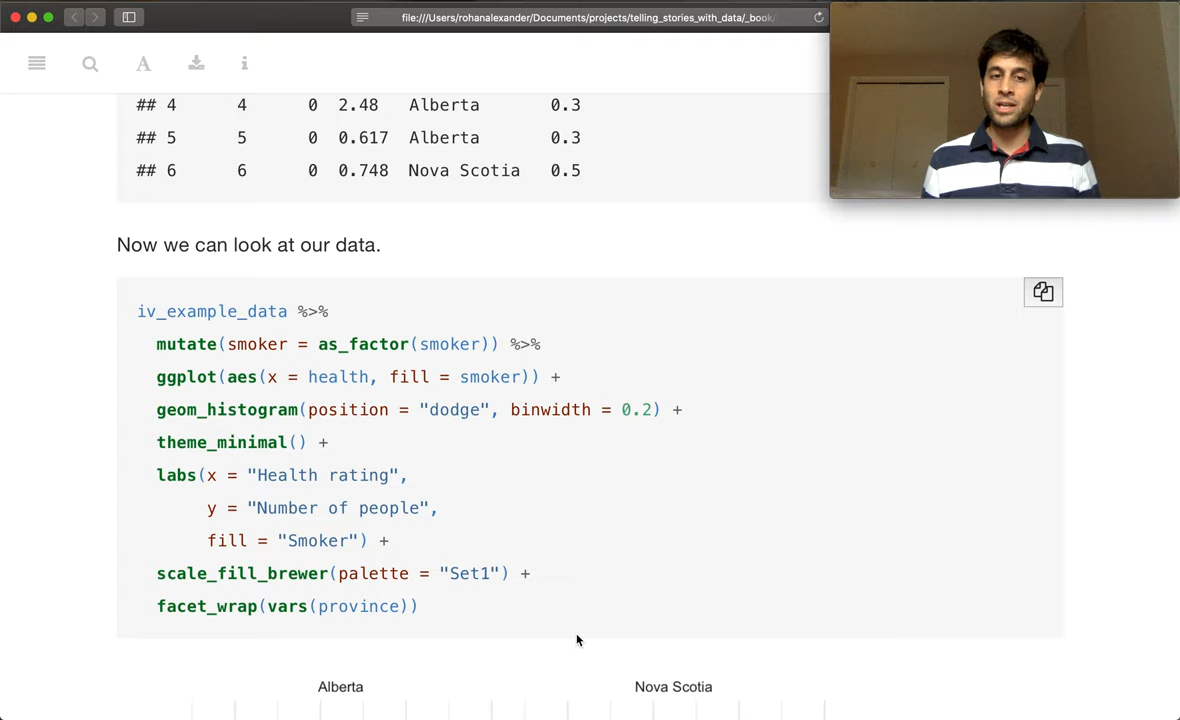 file:///Users/rohanalexander/Documents/projects/telling_stories_with_data/_book/
## 4 4 0 2.48 Alberta 0.3
## 5 5 0 0.617 Alberta 0.3
## 6 6 0 0.748 Nova Scotia 0.5
Now we can look at our data.
iv_example_data %>%
mutate(smoker = as_factor(smoker)) %>%
ggplot(aes(x = health, fill = smoker)) +
geom_histogram(position = "dodge", binwidth = 0.2) +
theme_minimal() +
labs(x = "Health rating",
y = "Number of people",
fill = "Smoker") +
scale_fill_brewer(palette = "Set1") +
facet_wrap(vars(province))
Alberta Nova Scotia